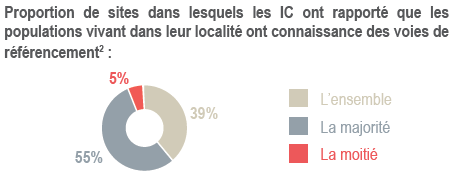 Proportion de sites dans lesquels les IC ont rapporté que les
populations vivant dans leur localité ont connaissance des voies de
référencement² :
5%
39%
55%
L'ensemble
La majorité
La moitié